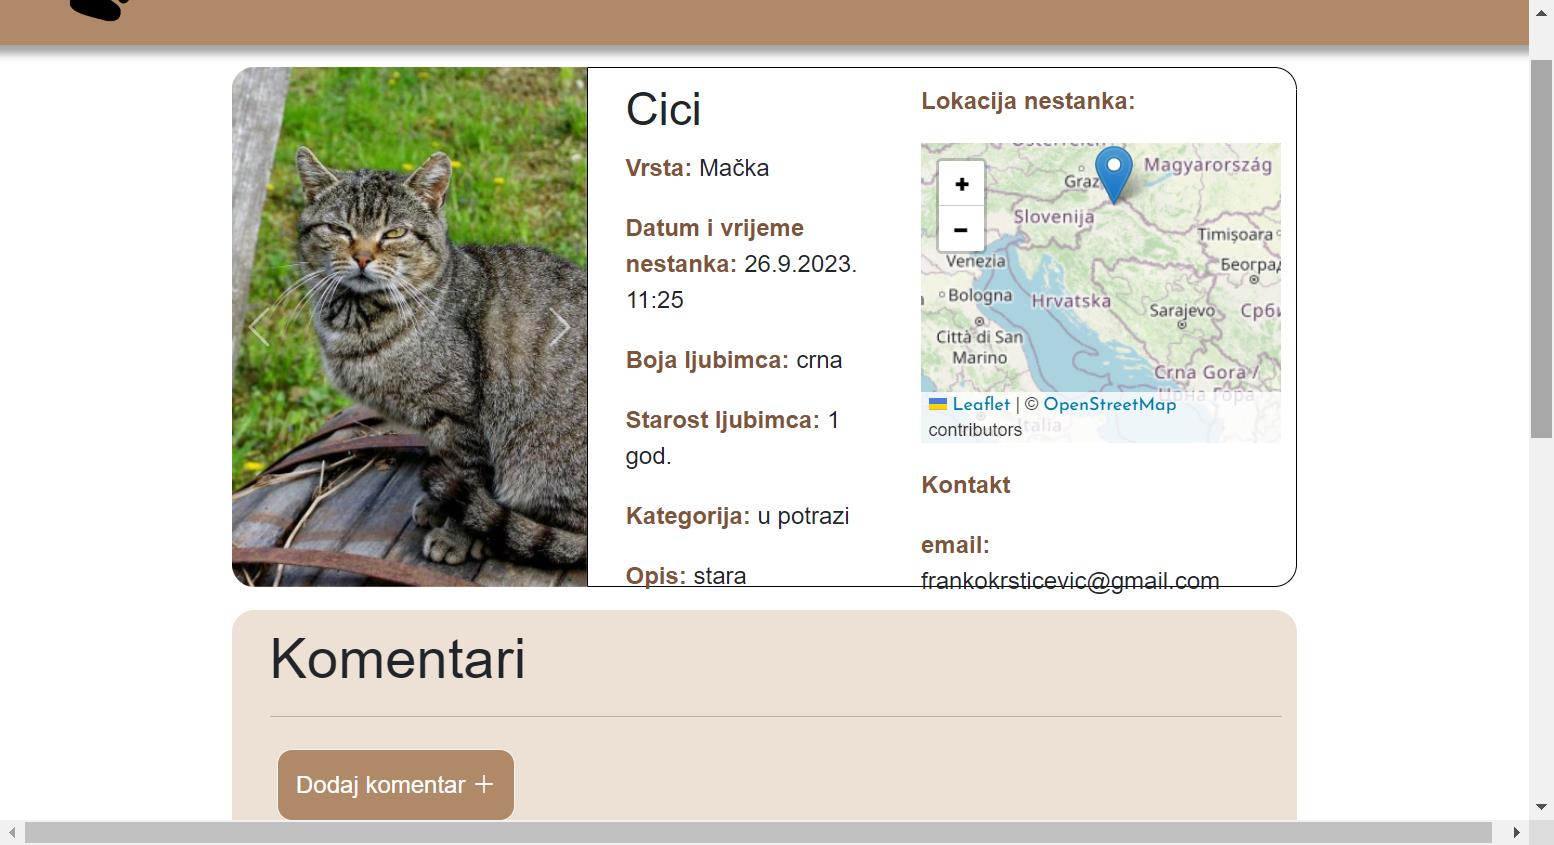 Cici
Vrsta: Mačka
Datum i vrijeme
nestanka: 26.9.2023.
11:25
Boja ljubimca: crna
Starost ljubimca: 1
god.
Kategorija: u potrazi
Opis: stara
Lokacija nestanka:
+
−
Österreich
Graz
Magyarország
Slovenija
Timișoara
Venezia
Београд
Bologna
Hrvatska
Sarajevo
Срби
Città di San
Marino
Crna Gora /
Црна Гора
Leaflet | © OpenStreetMap
contributors
Italia
Kontakt
email:
frankokrsticevic@gmail.com
Komentari
Dodaj komentar +